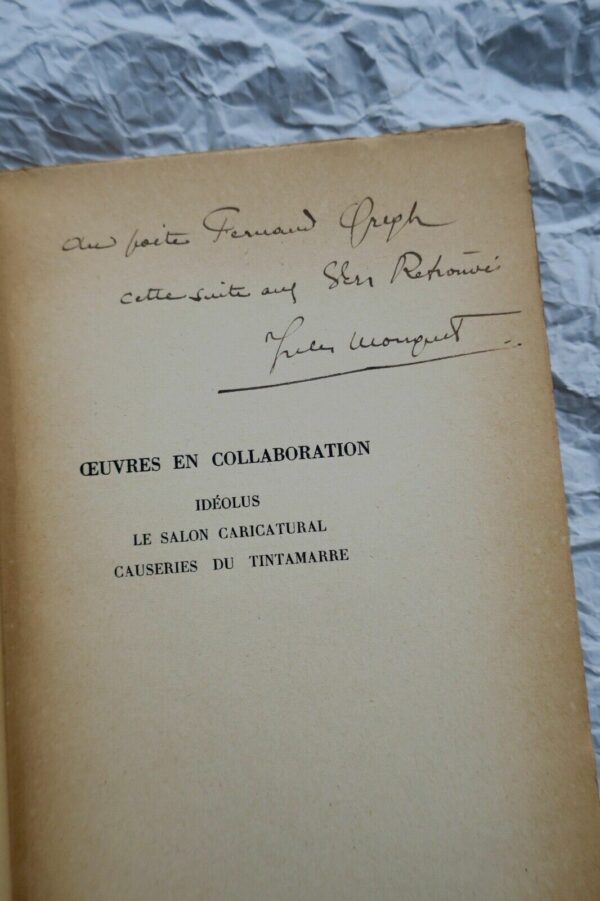 au poète Fernand Gregh
cette suite aux Vers Retrouvés
Jules Mouquet
ŒUVRES EN COLLABORATION
IDÉOLUS
LE SALON CARICATURAL
CAUSERIES DU TINTAMARRE